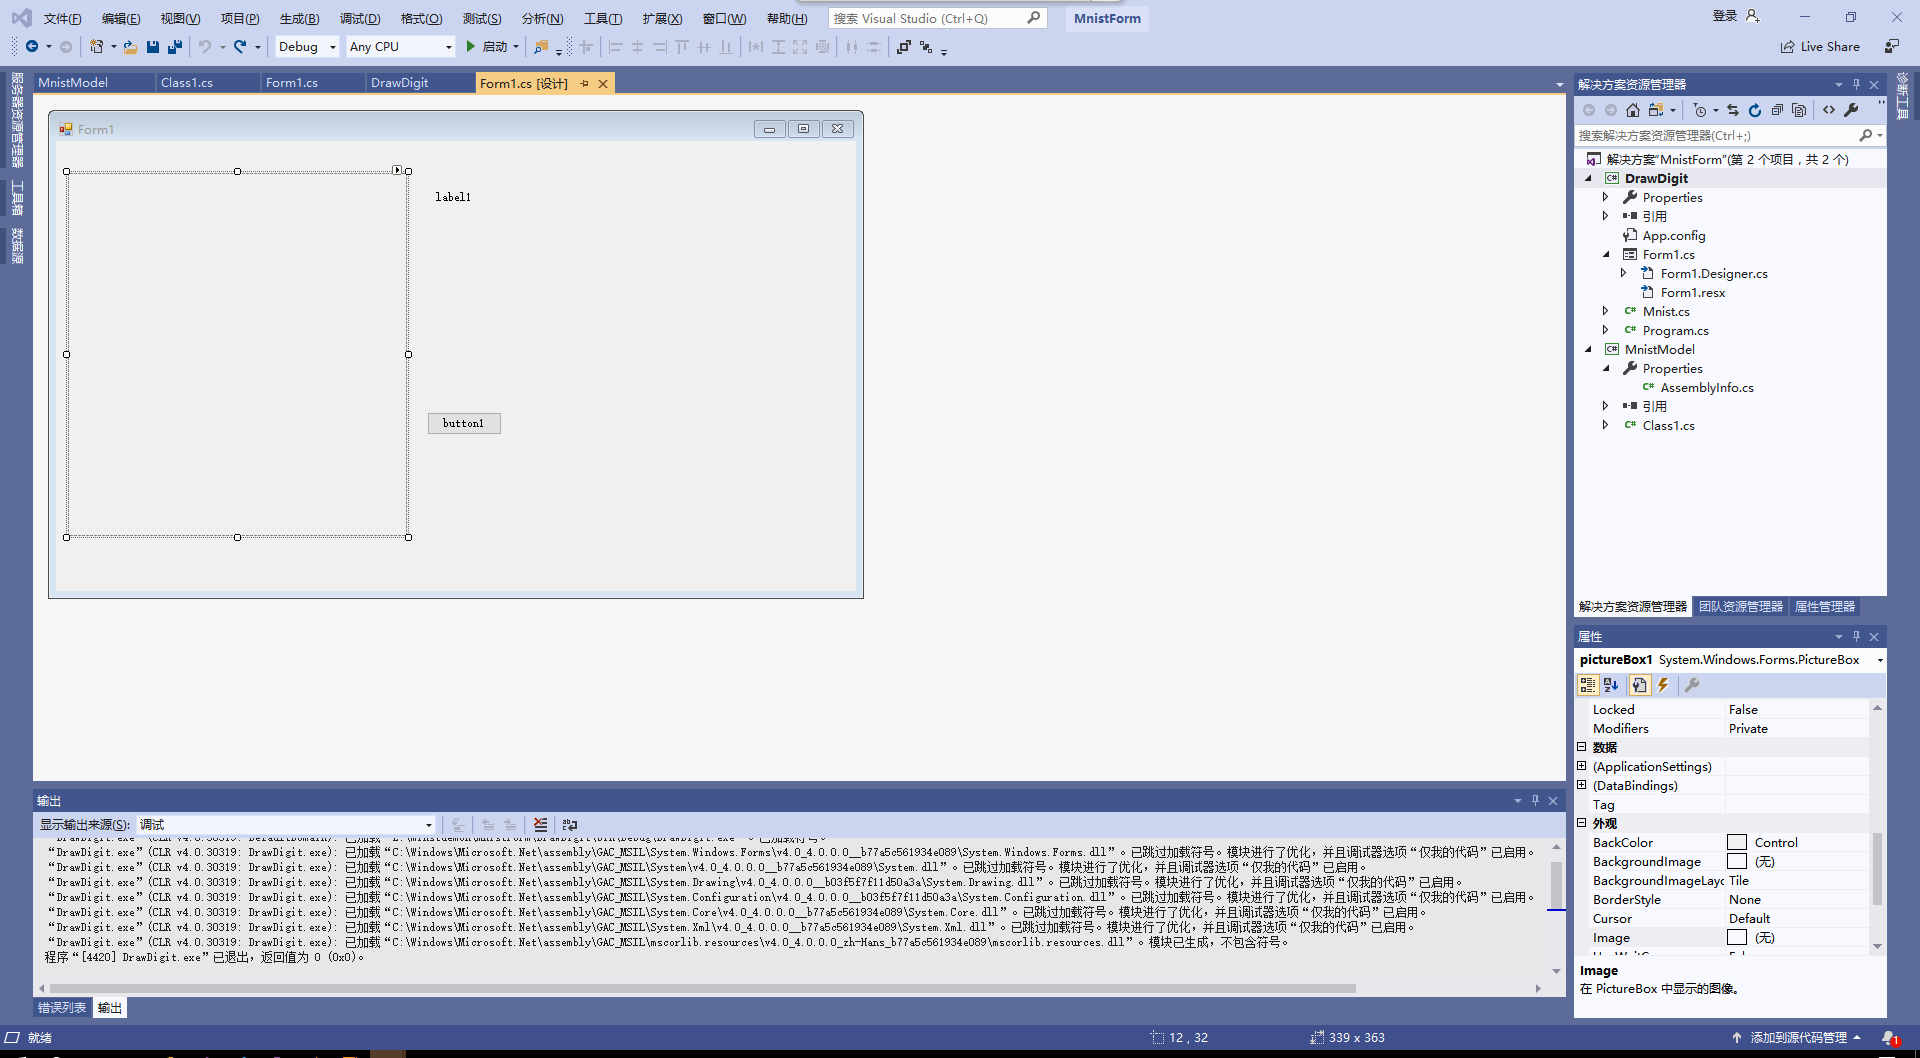 文件(F) 编辑(E) 视图(V) 项目(P) 生成(B) 调试(D) 格式(O) 测试(S) 分析(N) 工具(T) 扩展(X) 窗口(W) 帮助(H) 搜索 Visual Studio (Ctrl+Q) MnistForm 登录
Debug Any CPU 启动 Live Share
服务器资源管理器
工具箱
数据源
MnistModel Class1.cs Form1.cs DrawDigit Form1.cs [设计]
Form1
label1
button1
诊断工具
解决方案资源管理器
搜索解决方案资源管理器(Ctrl+;)
解决方案“MnistForm”(第 2 个项目，共 2 个)
DrawDigit
Properties
引用
App.config
Form1.cs
Form1.Designer.cs
Form1.resx
Mnist.cs
Program.cs
MnistModel
Properties
AssemblyInfo.cs
引用
Class1.cs
解决方案资源管理器 团队资源管理器 属性管理器
属性
pictureBox1 System.Windows.Forms.PictureBox
Locked False
Modifiers Private
数据
(ApplicationSettings)
(DataBindings)
Tag
外观
BackColor Control
BackgroundImage (无)
BackgroundImageLayc Tile
BorderStyle None
Cursor Default
Image (无)
Image
在 PictureBox 中显示的图像。
输出
显示输出来源(S): 调试
“DrawDigit.exe”(CLR v4.0.30319: DrawDigit.exe): 已加载“C:\Windows\Microsoft.Net\assembly\GAC_MSIL\System.Windows.Forms\v4.0_4.0.0.0__b77a5c561934e089\System.Windows.Forms.dll”。已跳过加载符号。模块进行了优化，并且调试器选项“仅我的代码”已启用。
“DrawDigit.exe”(CLR v4.0.30319: DrawDigit.exe): 已加载“C:\Windows\Microsoft.Net\assembly\GAC_MSIL\System\v4.0_4.0.0.0__b77a5c561934e089\System.dll”。已跳过加载符号。模块进行了优化，并且调试器选项“仅我的代码”已启用。
“DrawDigit.exe”(CLR v4.0.30319: DrawDigit.exe): 已加载“C:\Windows\Microsoft.Net\assembly\GAC_MSIL\System.Drawing\v4.0_4.0.0.0__b03f5f7f11d50a3a\System.Drawing.dll”。已跳过加载符号。模块进行了优化，并且调试器选项“仅我的代码”已启用。
“DrawDigit.exe”(CLR v4.0.30319: DrawDigit.exe): 已加载“C:\Windows\Microsoft.Net\assembly\GAC_MSIL\System.Configuration\v4.0_4.0.0.0__b03f5f7f11d50a3a\System.Configuration.dll”。已跳过加载符号。模块进行了优化，并且调试器选项“仅我的代码”已启用。
“DrawDigit.exe”(CLR v4.0.30319: DrawDigit.exe): 已加载“C:\Windows\Microsoft.Net\assembly\GAC_MSIL\System.Core\v4.0_4.0.0.0__b77a5c561934e089\System.Core.dll”。已跳过加载符号。模块进行了优化，并且调试器选项“仅我的代码”已启用。
“DrawDigit.exe”(CLR v4.0.30319: DrawDigit.exe): 已加载“C:\Windows\Microsoft.Net\assembly\GAC_MSIL\System.Xml\v4.0_4.0.0.0__b77a5c561934e089\System.Xml.dll”。已跳过加载符号。模块进行了优化，并且调试器选项“仅我的代码”已启用。
“DrawDigit.exe”(CLR v4.0.30319: DrawDigit.exe): 已加载“C:\Windows\Microsoft.Net\assembly\GAC_MSIL\mscorlib.resources\v4.0_4.0.0.0_zh-Hans_b77a5c561934e089\mscorlib.resources.dll”。模块已生成，不包含符号。
程序“[4420] DrawDigit.exe”已退出，返回值为 0 (0x0)。
错误列表 输出
就绪 12 , 32 339 x 363 添加到源代码管理 1